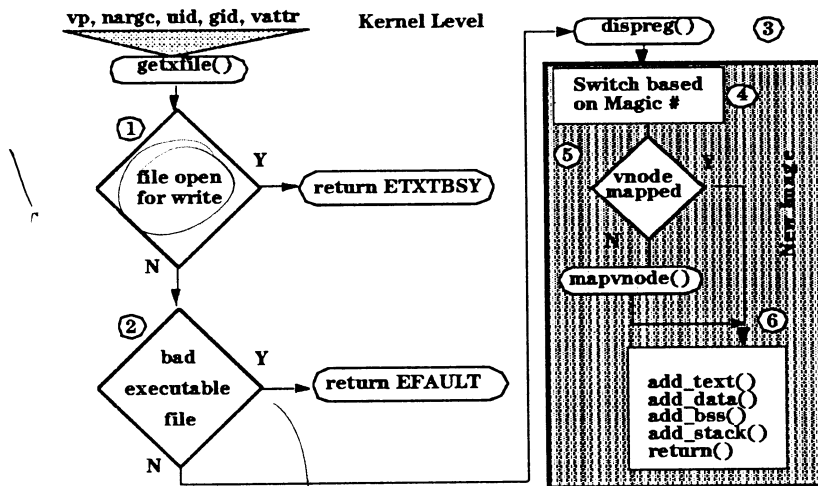 vp, nargc, uid, gid, vattr
Kernel Level
getxfile()
1
file open
for write
Y
return ETXTBSY
N
2
bad
executable
file
Y
return EFAULT
N
dispreg()
3
Switch based
on Magic #
4
5
vnode
mapped
Y
N
mapvnode()
New Image
6
add_text()
add_data()
add_bss()
add_stack()
return()